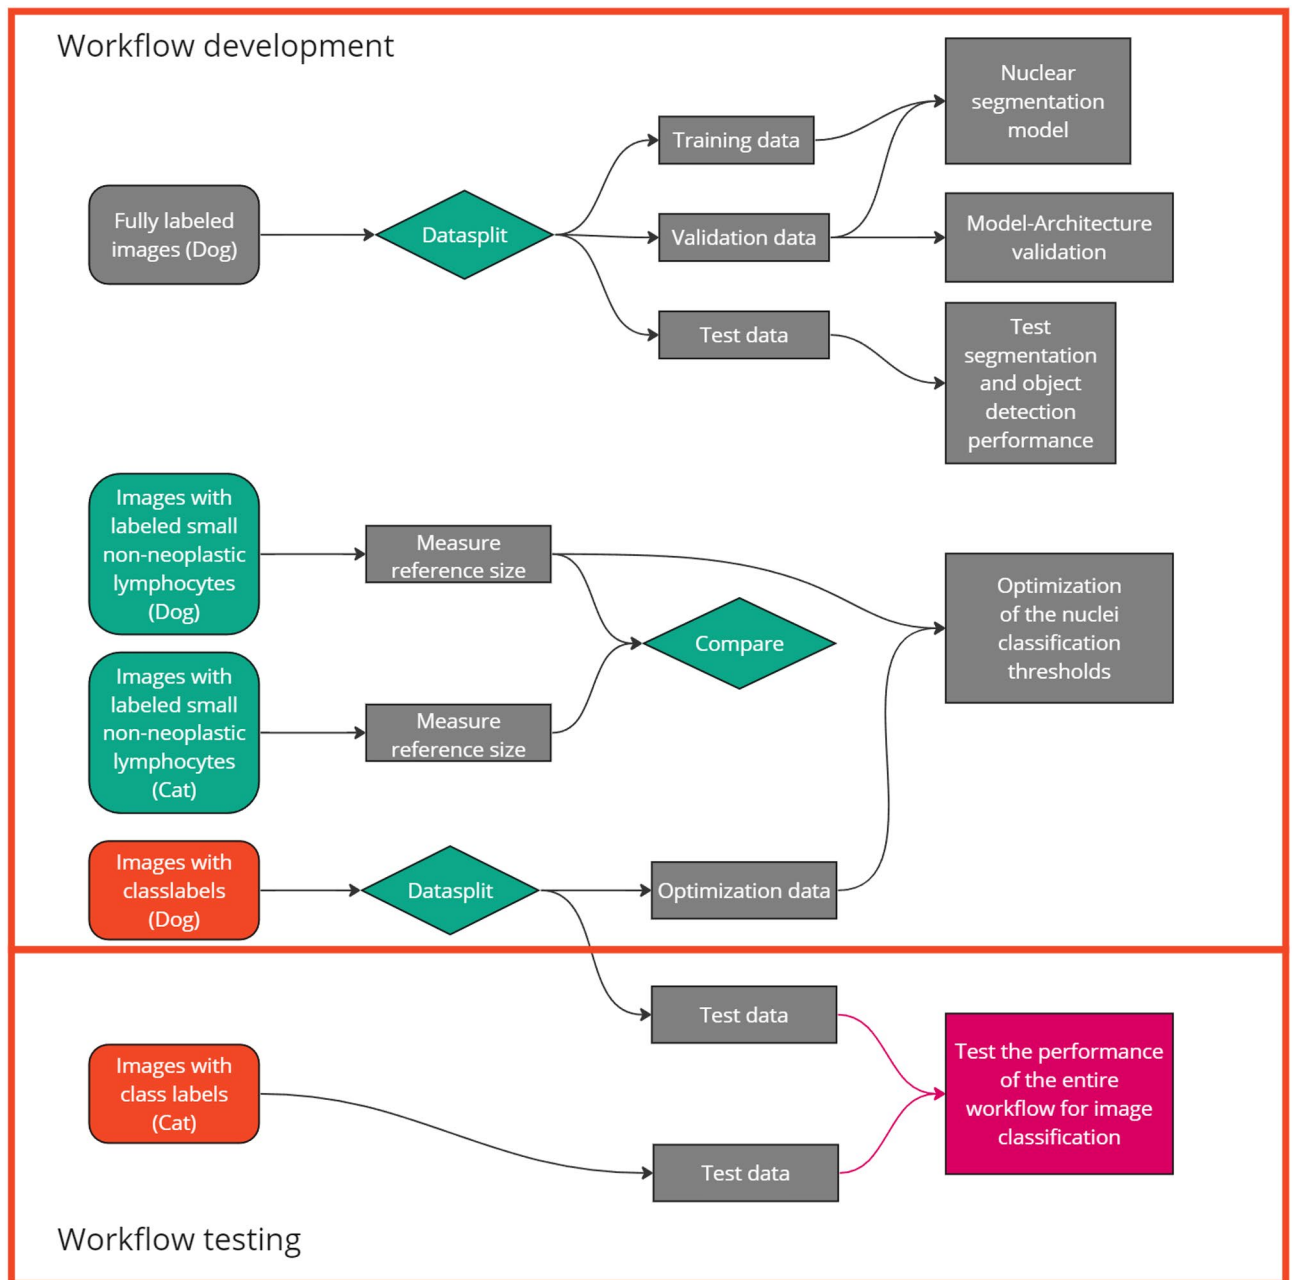 Workflow development
Nuclear
segmentation
model
Training data
Fully labeled
images (Dog)
Datasplit
Validation data
Model-Architecture
validation
Test data
Test
segmentation
and object
detection
performance
Images with
labeled small
non-neoplastic
lymphocytes
(Dog)
Measure
reference size
Optimization
of the nuclei
classification
thresholds
Compare
Images with
labeled small
non-neoplastic
lymphocytes
(Cat)
Measure
reference size
Images with
classlabels
(Dog)
Datasplit
Optimization data
Test data
Images with
class labels
(Cat)
Test the performance
of the entire
workflow for image
classification
Test data
Workflow testing